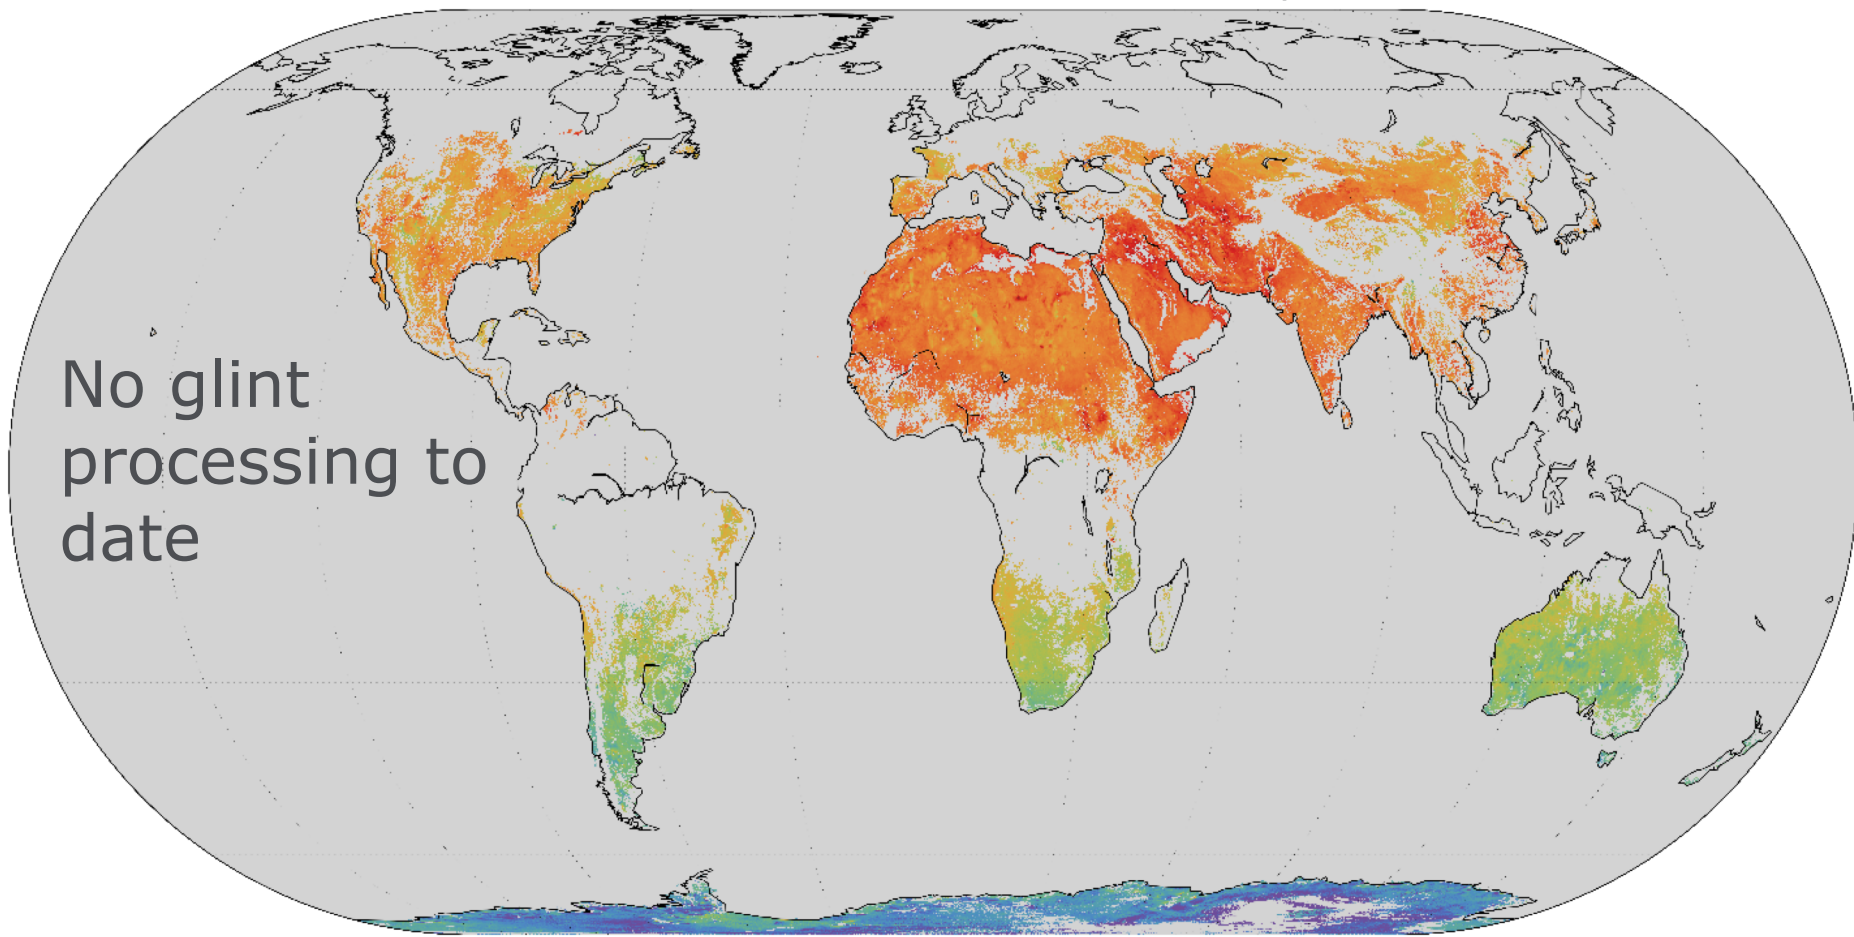 No glint
processing to
date